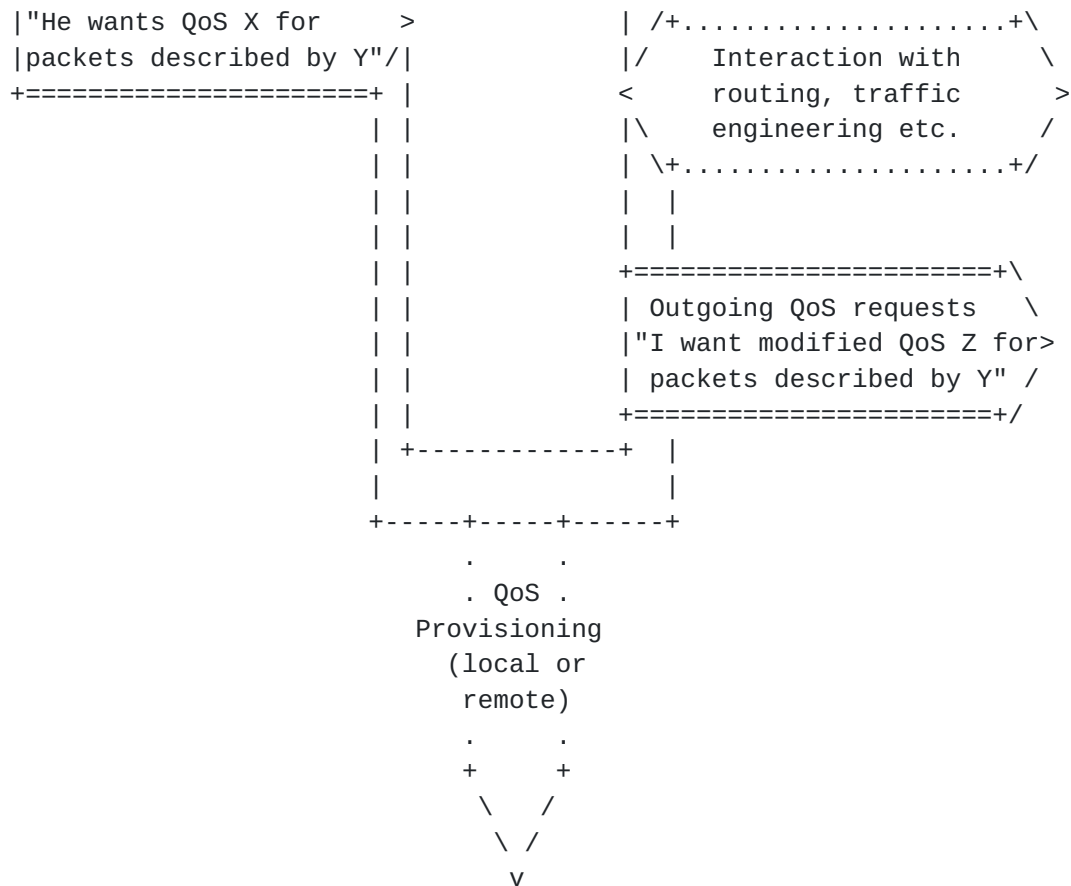 "He wants QoS X for
packets described by Y"
Interaction with
routing, traffic
engineering etc.
Outgoing QoS requests
"I want modified QoS Z for
packets described by Y"
QoS
Provisioning
(local or
remote)